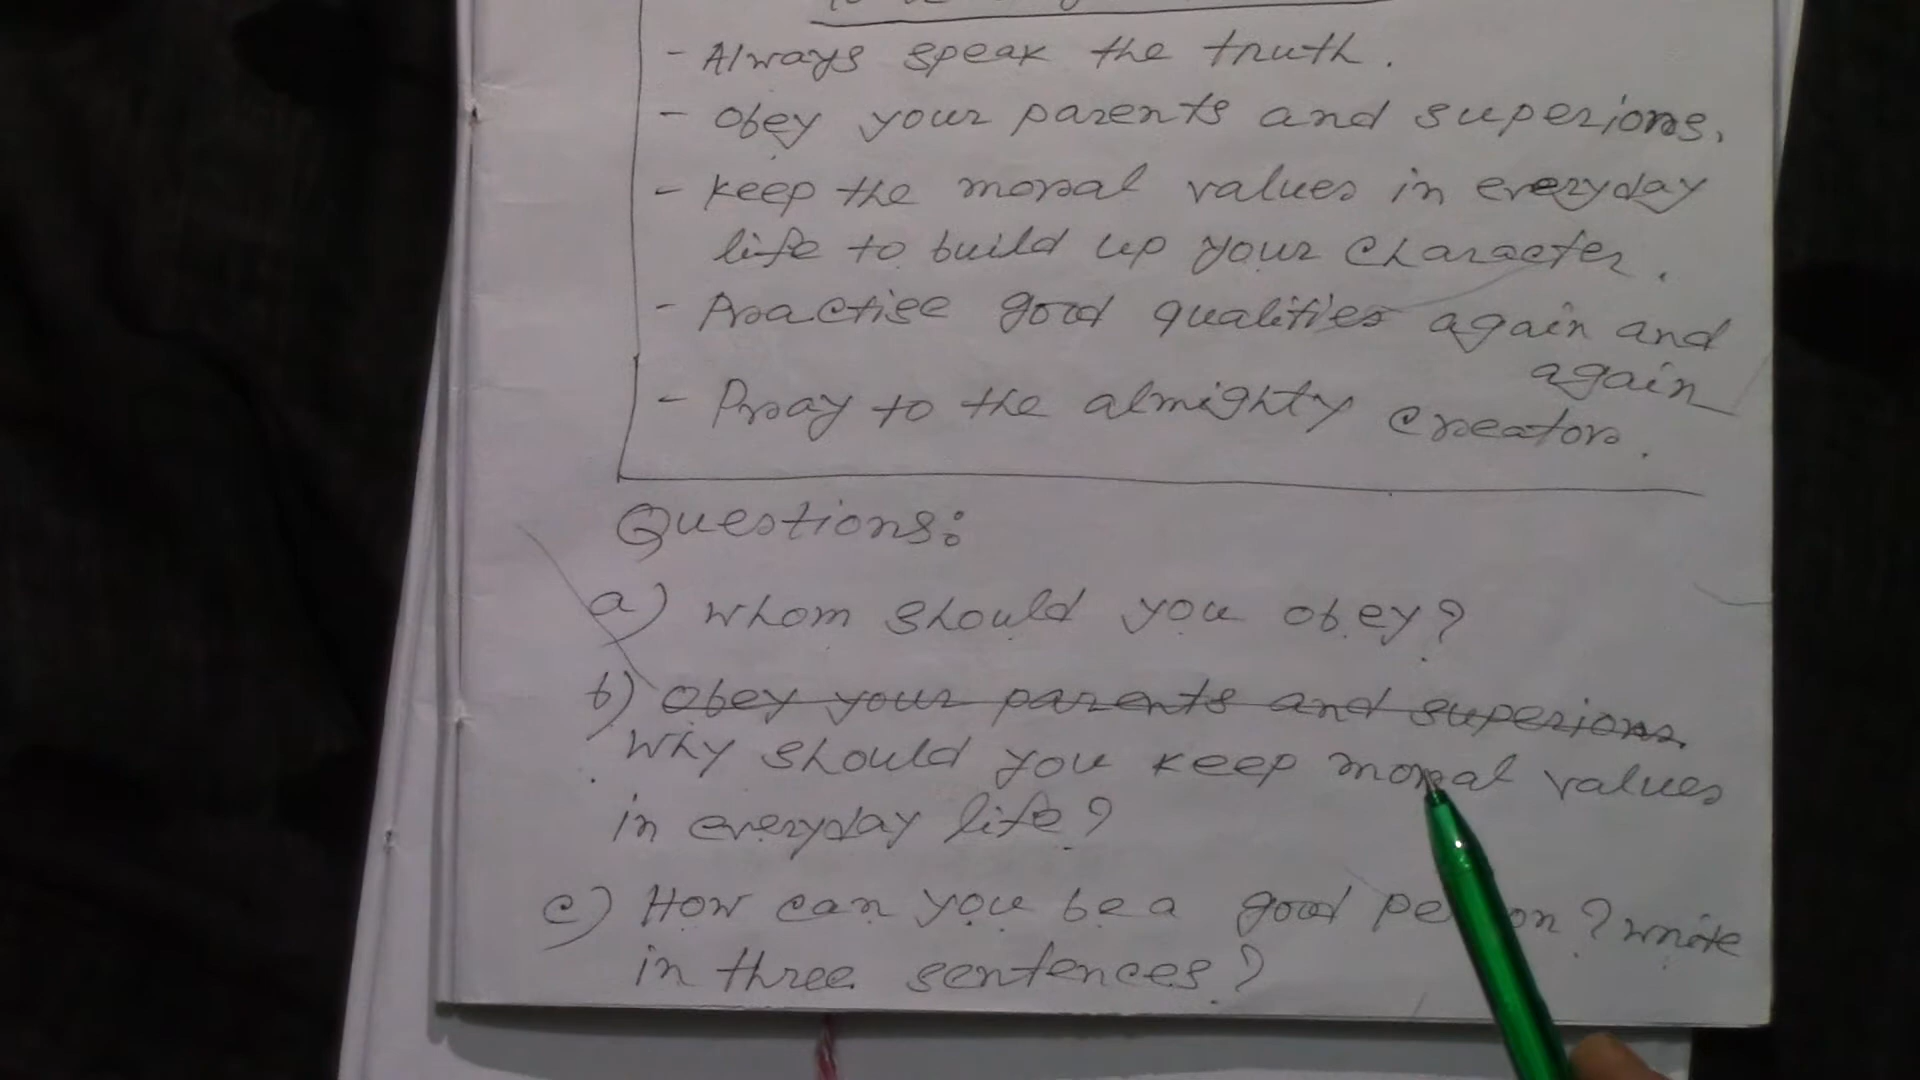 - Always speak the truth.
- Obey your parents and superiors.
- Keep the moral values in everyday
life to build up your character.
- Practise good qualities again and
again
- Pray to the almighty creator.
Questions:
a) Whom should you obey?
b) Obey your parents and superiors.
Why should you keep moral values
in everyday life?
c) How can you be a good person? write
in three sentences?